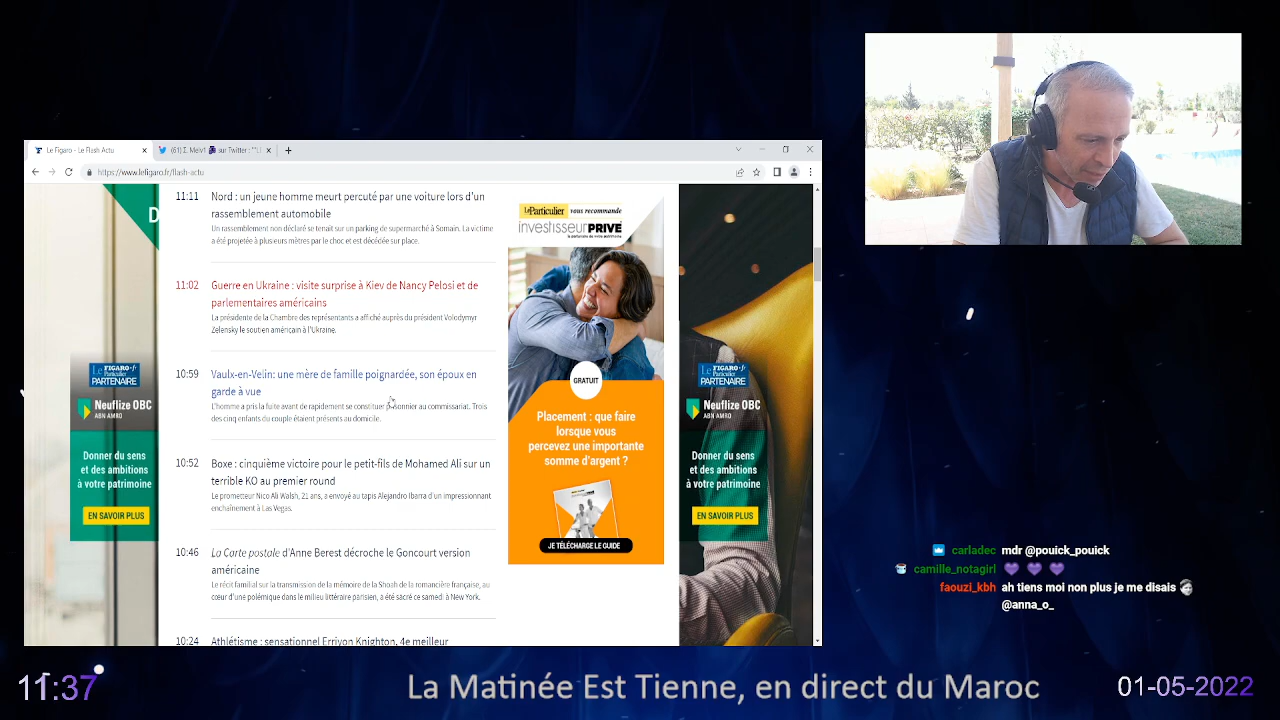 Le Figaro - Le Flash Actu
(61) Σ. Melv1 sur Twitter : "
https://www.lefigaro.fr/flash-actu
11:11 Nord : un jeune homme meurt percuté par une voiture lors d'un
rassemblement automobile
Un rassemblement non déclaré se tenait sur un parking de supermarché à Somain. La victime
a été projetée à plusieurs mètres par le choc et est décédée sur place.
11:02 Guerre en Ukraine : visite surprise à Kiev de Nancy Pelosi et de
parlementaires américains
La présidente de la Chambre des représentants a affiché auprès du président Volodymyr
Zelensky le soutien américain à l'Ukraine.
10:59 Vaulx-en-Velin: une mère de famille poignardée, son époux en
garde à vue
L'homme a pris la fuite avant de rapidement se constituer prisonnier au commissariat. Trois
des cinq enfants du couple étaient présents au domicile.
10:52 Boxe : cinquième victoire pour le petit-fils de Mohamed Ali sur un
terrible KO au premier round
Le prometteur Nico Ali Walsh, 21 ans, a envoyé au tapis Alejandro Ibarra d'un impressionnant
enchaînement à Las Vegas.
10:46 La Carte postale d'Anne Berest décroche le Goncourt version
américaine
Le récit familial sur la transmission de la mémoire de la Shoah de la romancière française, au
cœur d'une polémique dans le milieu littéraire parisien, a été sacré ce samedi à New York.
10:24 Athlétisme : sensationnel Erriyon Knighton, 4e meilleur
D
Le FIGARO·fr
Le Particulier
PARTENAIRE
Neuflize OBC
ABN AMRO
Donner du sens
et des ambitions
à votre patrimoine
EN SAVOIR PLUS
Le Particulier vous recommande
investisseurPRIVÉ
GRATUIT
Placement : que faire
lorsque vous
percevez une importante
somme d'argent ?
JE TÉLÉCHARGE LE GUIDE
Le FIGARO·fr
Le Particulier
PARTENAIRE
Neuflize OBC
ABN AMRO
Donner du sens
et des ambitions
à votre patrimoine
EN SAVOIR PLUS
carladec mdr @pouick_pouick
camille_notagirl
faouzi_kbh ah tiens moi non plus je me disais
@anna_o_
11:37
La Matinée Est Tienne, en direct du Maroc
01-05-2022